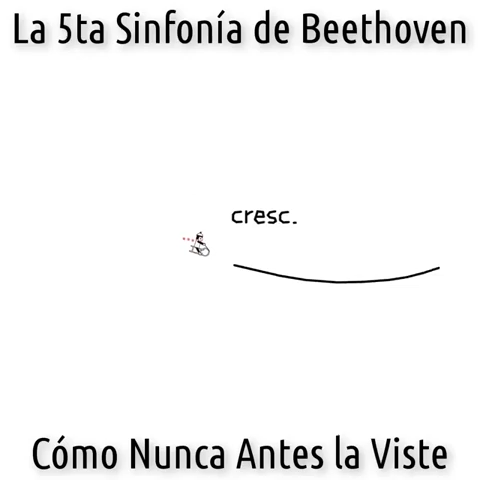 La 5ta Sinfonía de Beethoven
cresc.
Cómo Nunca Antes la Viste